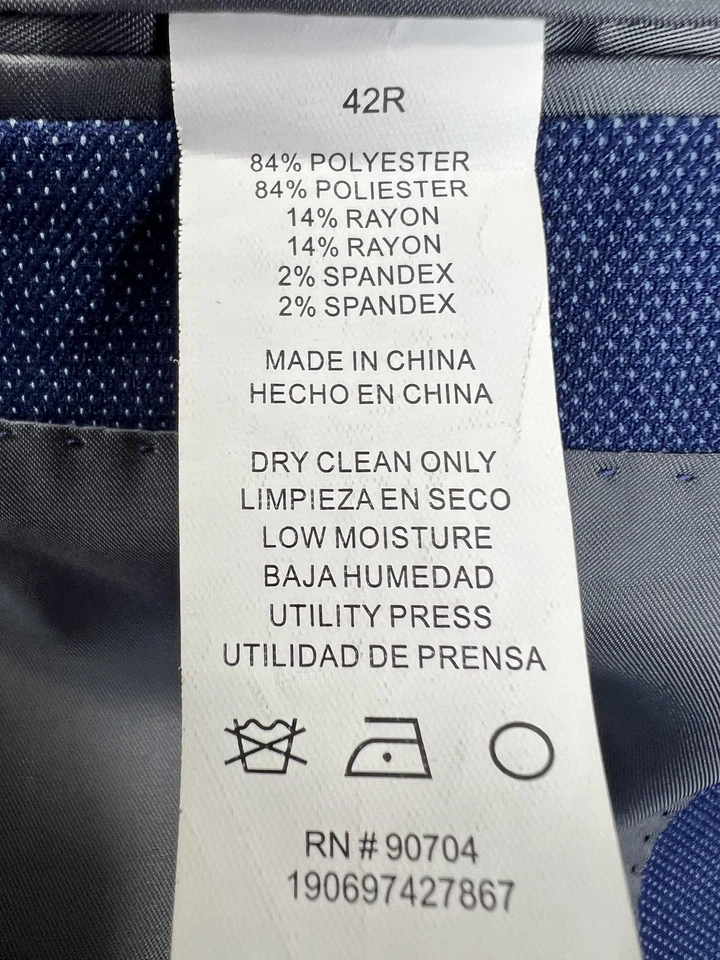 42R
84% POLYESTER
84% POLIESTER
14% RAYON
14% RAYON
2% SPANDEX
2% SPANDEX
MADE IN CHINA
HECHO EN CHINA
DRY CLEAN ONLY
LIMPIEZA EN SECO
LOW MOISTURE
BAJA HUMEDAD
UTILITY PRESS
UTILIDAD DE PRENSA
RN # 90704
190697427867